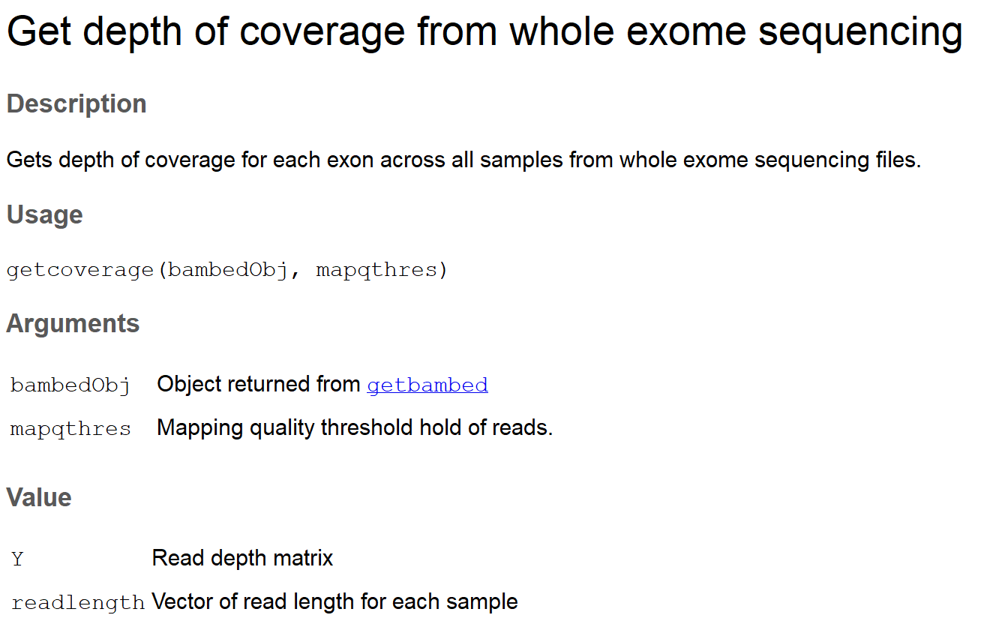 Get depth of coverage from whole exome sequencing
Description
Gets depth of coverage for each exon across all samples from whole exome sequencing files.
Usage
getcoverage(bambedObj, mapqthres)
Arguments
bambedObj Object returned from getbambed
mapqthres Mapping quality threshold hold of reads.
Value
Y Read depth matrix
readlength Vector of read length for each sample